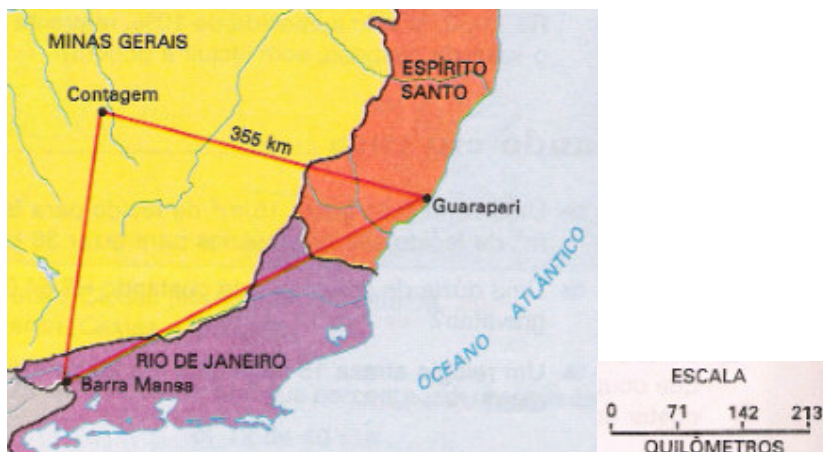 MINAS GERAIS
Contagem
355 km
ESPÍRITO
SANTO
Guarapari
OCEANO ATLÂNTICO
RIO DE JANEIRO
Barra Mansa
ESCALA
0 71 142 213
QUILÔMETROS